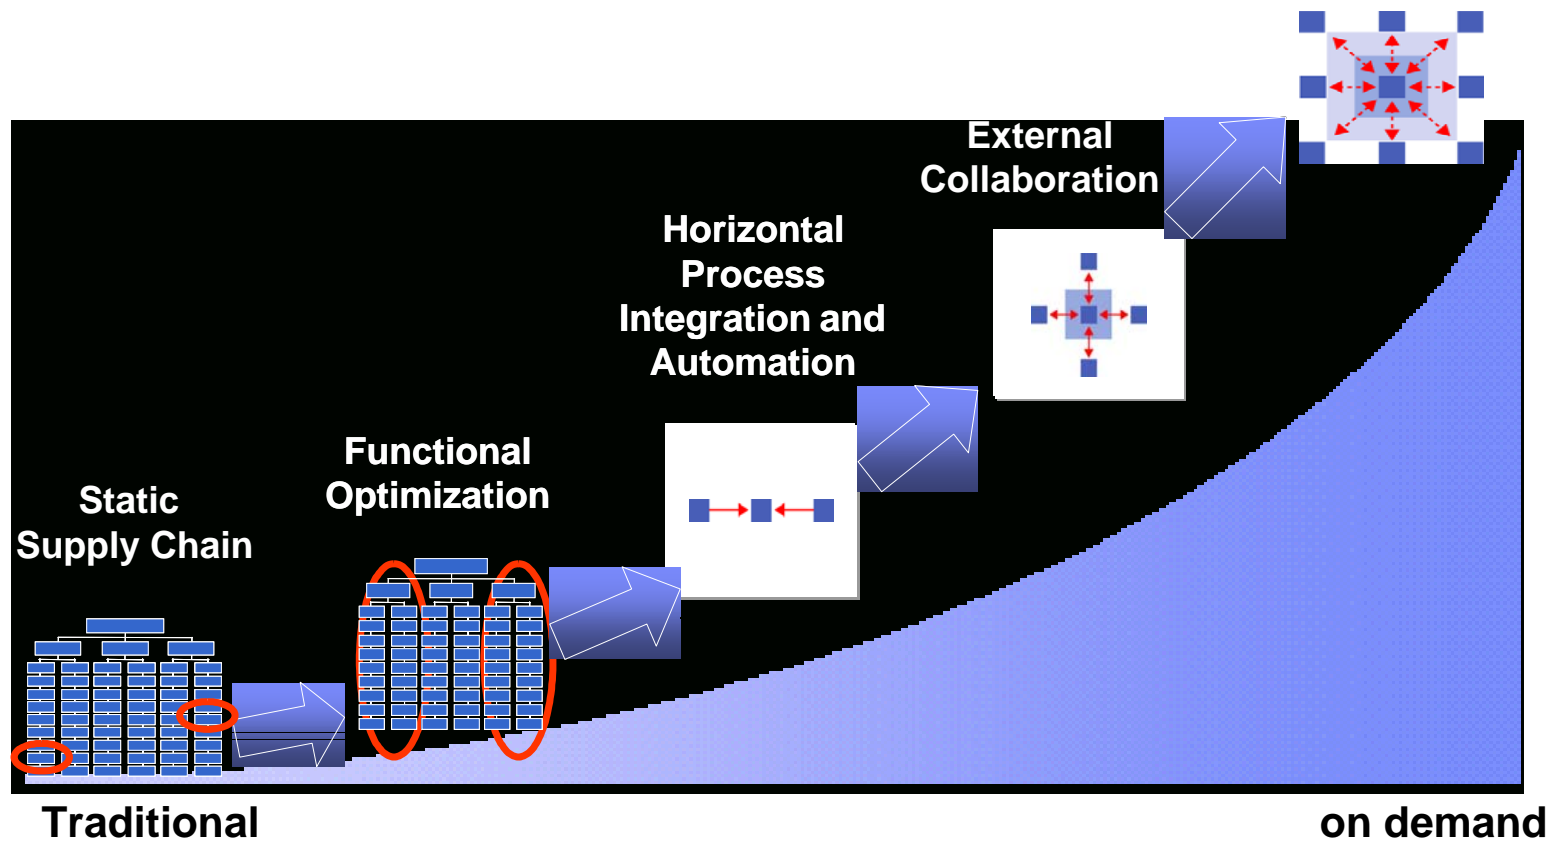 External
Collaboration
Horizontal
Process
Integration and
Automation
Functional
Optimization
Static
Supply Chain
Traditional
on demand